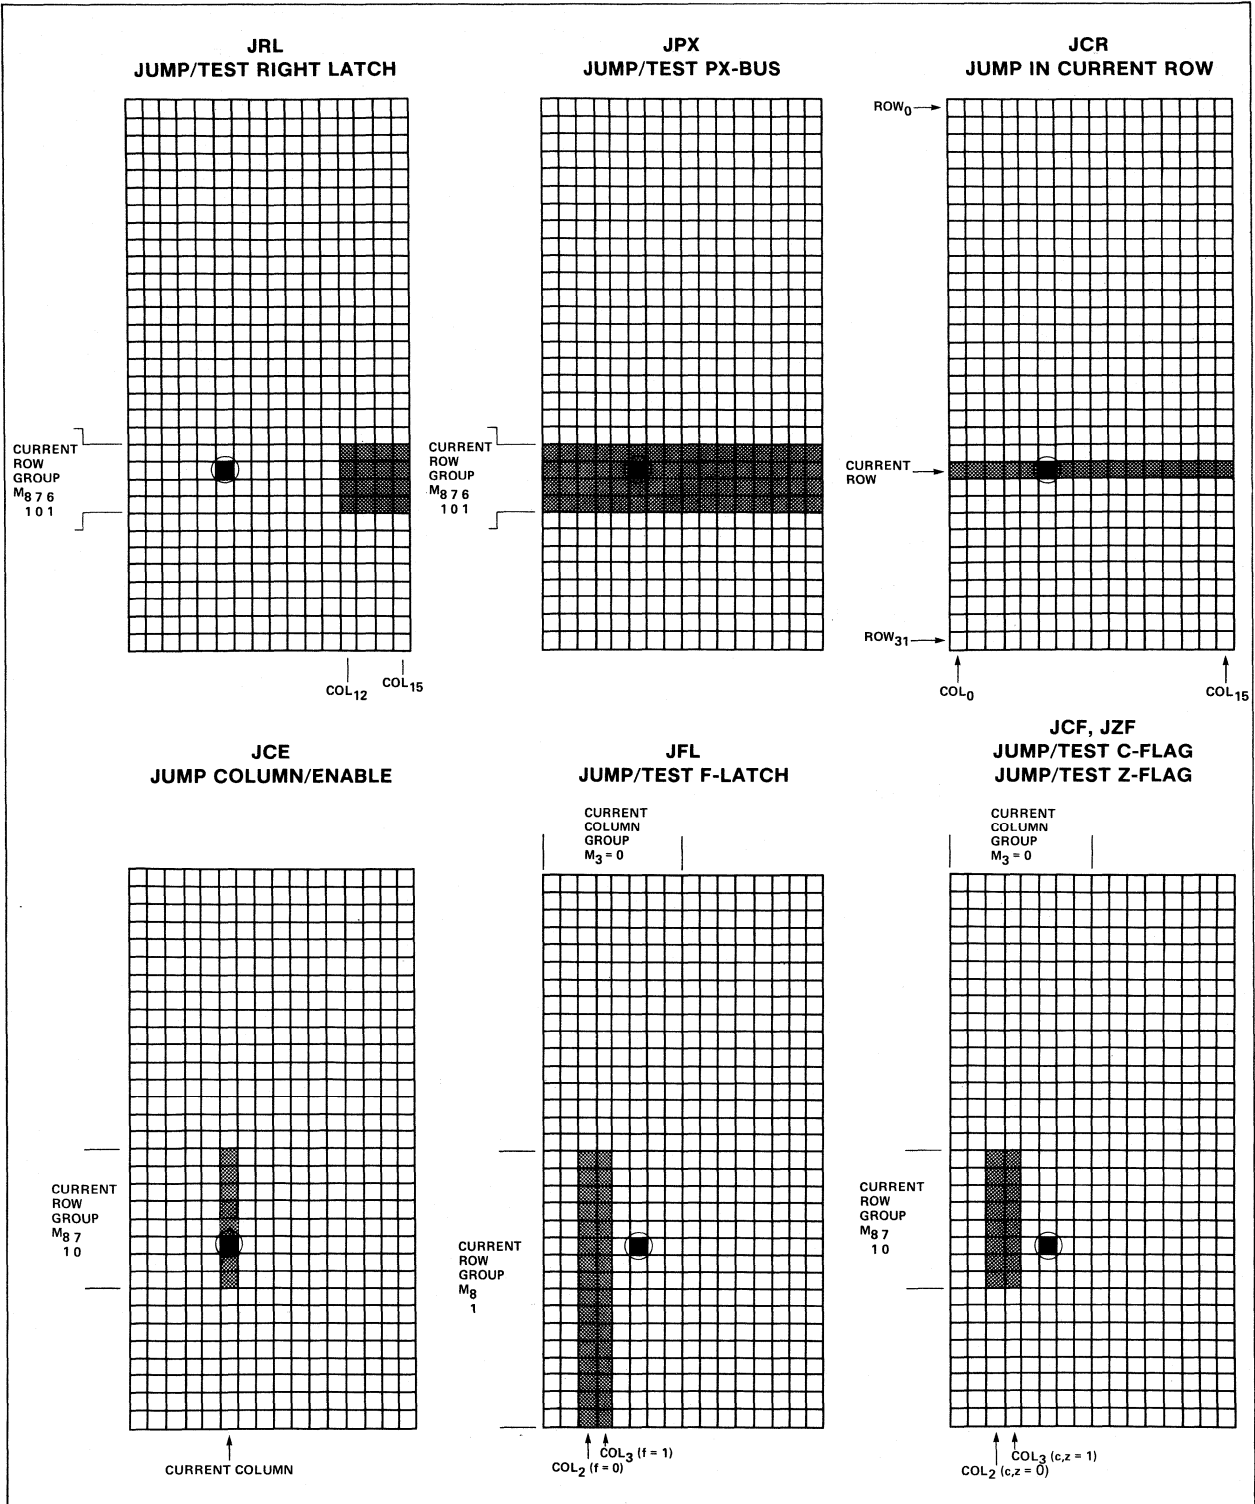 JRL
JUMP/TEST RIGHT LATCH
JPX
JUMP/TEST PX-BUS
JCR
JUMP IN CURRENT ROW
ROW0
CURRENT
ROW
GROUP
M8 7 6
1 0 1
CURRENT
ROW
GROUP
M8 7 6
1 0 1
CURRENT
ROW
ROW31
COL12
COL15
COL0
COL15
JCE
JUMP COLUMN/ENABLE
JFL
JUMP/TEST F-LATCH
JCF, JZF
JUMP/TEST C-FLAG
JUMP/TEST Z-FLAG
CURRENT
COLUMN
GROUP
M3 = 0
CURRENT
COLUMN
GROUP
M3 = 0
CURRENT
ROW
GROUP
M8 7
1 0
CURRENT
ROW
GROUP
M8
1
CURRENT
ROW
GROUP
M8 7
1 0
CURRENT COLUMN
COL3 (f = 1)
COL2 (f = 0)
COL3 (c,z = 1)
COL2 (c,z = 0)